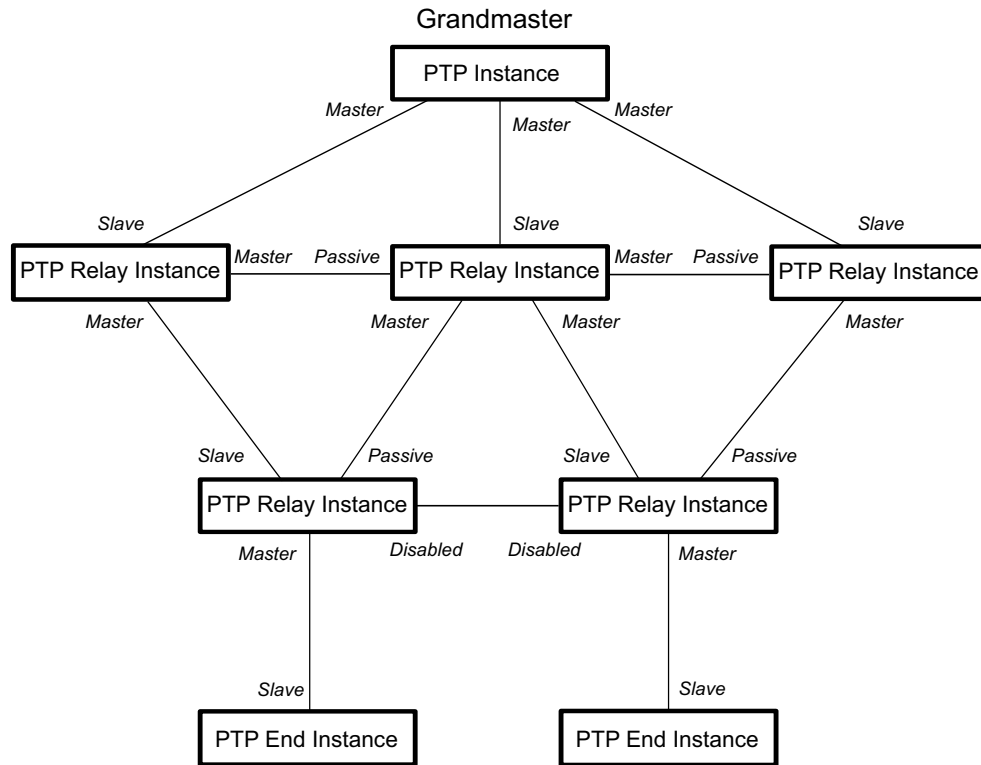 Grandmaster
PTP Instance
Master
Master
Master
Slave
Slave
Slave
PTP Relay Instance
Master
Passive
PTP Relay Instance
Master
Passive
PTP Relay Instance
Master
Master
Master
Master
Slave
Passive
Slave
Passive
PTP Relay Instance
PTP Relay Instance
Master
Disabled
Disabled
Master
Slave
Slave
PTP End Instance
PTP End Instance